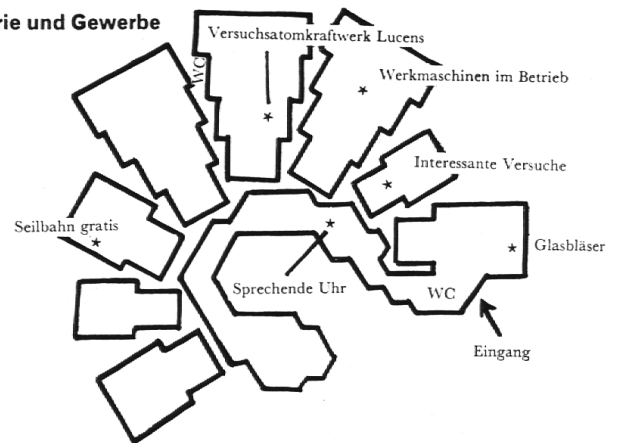 rie und Gewerbe
Versuchsatomkraftwerk Lucens
WC
Werkmaschinen im Betrieb
Interessante Versuche
Seilbahn gratis
Glasbläser
Sprechende Uhr
WC
Eingang